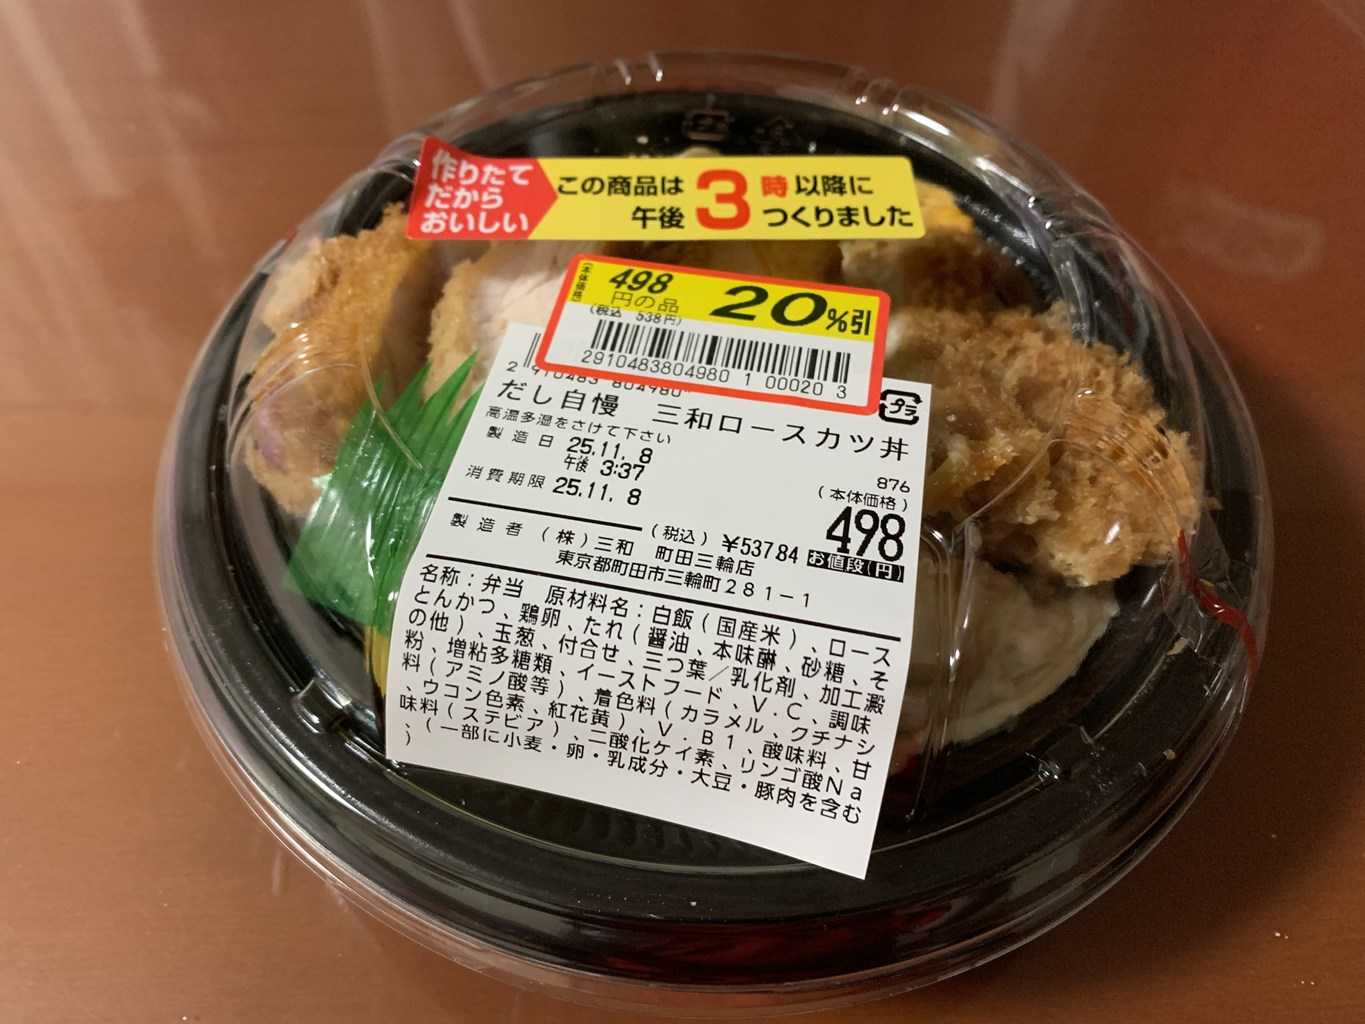 作りたて
だから
おいしい
この商品は3時以降に
午後つくりました
(本体価格)
498
円の品
(税込 538円)
20%引
2910483804980 1 00020 3
2 910483 804980
プラ
だし自慢 三和ロースカツ丼
高温多湿をさけて下さい
製造日 25.11. 8
午後 3:37
消費期限 25.11. 8
876
(本体価格)
498
お値段(円)
(税込) ¥537.84
製造者 (株)三和 町田三輪店
東京都町田市三輪町281-1
名称:弁当 原材料名:白飯(国産米)、ロース
とんかつ、鶏卵、たれ(醤油、本味醂、砂糖、そ
の他)、玉葱、付合せ、三つ葉/乳化剤、加工澱
粉、増粘多糖類、イーストフード、V.C、調味
料(アミノ酸等)、着色料(カラメル、クチナシ
、ウコン色素、紅花黄)、V.B1、酸味料、甘
味料(ステビア)、二酸化ケイ素、リンゴ酸Na
、(一部に小麦・卵・乳成分・大豆・豚肉を含む
)